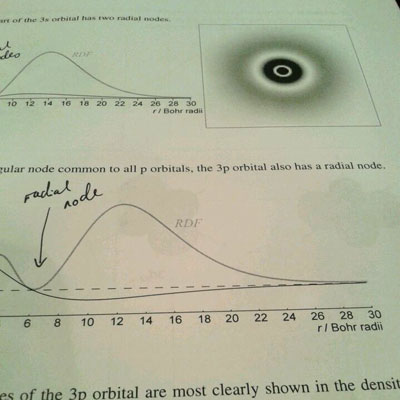 art of the 3s orbital has two radial nodes.
RDF
10 12 14 16 18 20 22 24 26 28 30
r / Bohr radii
gular node common to all p orbitals, the 3p orbital also has a radial node.
radial
node
RDF
6 8 10 12 14 16 18 20 22 24 26 28 30
r / Bohr radii
es of the 3p orbital are most clearly shown in the densit